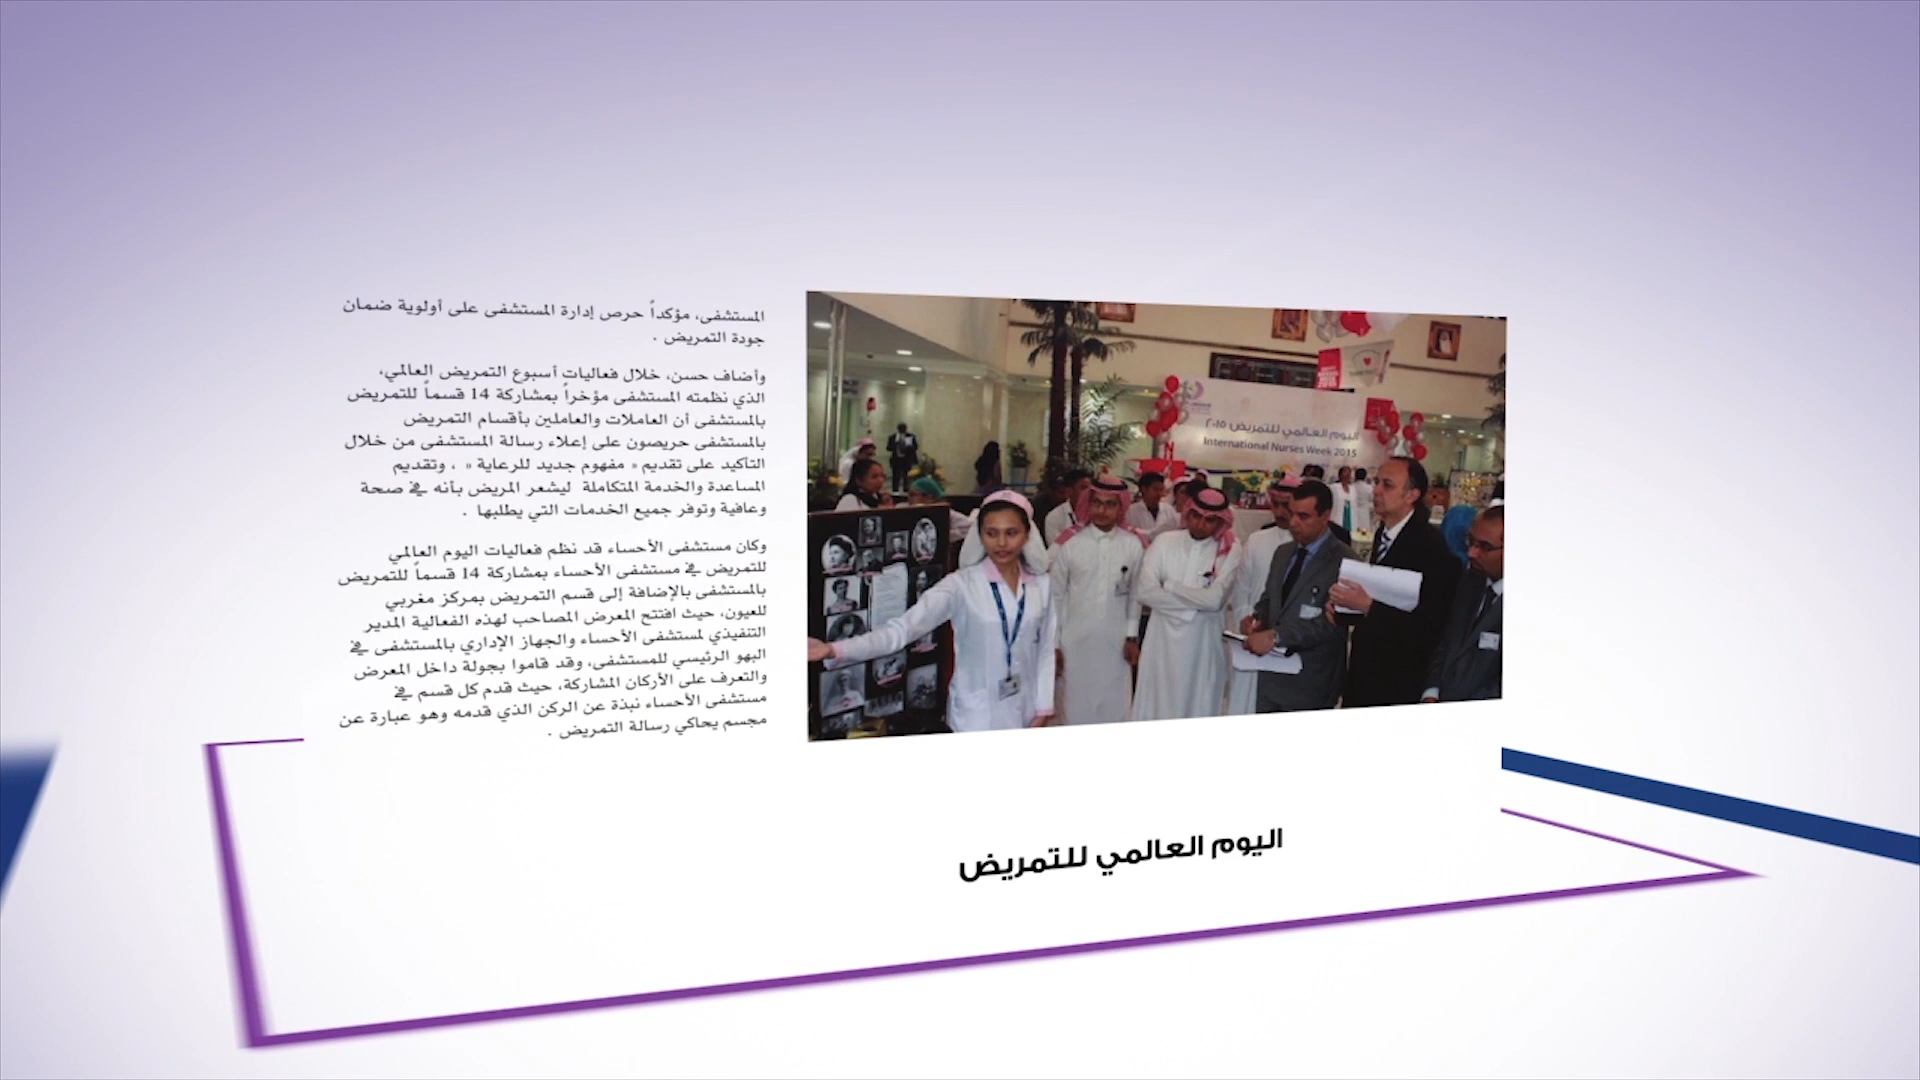 المستشفى، مؤكداً حرص إدارة المستشفى على أولوية ضمان
جودة التمريض .
وأضاف حسن، خلال فعاليات أسبوع التمريض العالمي،
الذي نظمته المستشفى مؤخراً بمشاركة 14 قسماً للتمريض
بالمستشفى أن العاملات والعاملين بأقسام التمريض
بالمستشفى حريصون على إعلاء رسالة المستشفى من خلال
التأكيد على تقديم « مفهوم جديد للرعاية » ، وتقديم
المساعدة والخدمة المتكاملة ليشعر المريض بأنه في صحة
وعافية وتوفر جميع الخدمات التي يطلبها .
وكان مستشفى الأحساء قد نظم فعاليات اليوم العالمي
للتمريض في مستشفى الأحساء بمشاركة 14 قسماً للتمريض
بالمستشفى بالإضافة إلى قسم التمريض بمركز مغربي
للعيون، حيث افتتح المعرض المصاحب لهذه الفعالية المدير
التنفيذي لمستشفى الأحساء والجهاز الإداري بالمستشفى في
البهو الرئيسي للمستشفى، وقد قاموا بجولة داخل المعرض
والتعرف على الأركان المشاركة، حيث قدم كل قسم في
مستشفى الأحساء نبذة عن الركن الذي قدمه وهو عبارة عن
مجسم يحاكي رسالة التمريض .
اليوم العالمي للتمريض ٢٠١٥
International Nurses Week 2015
اليوم العالمي للتمريض